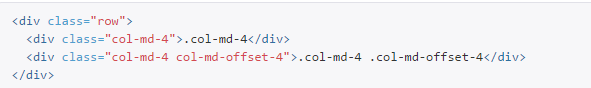 <div class="row">
  <div class="col-md-4">.col-md-4</div>
  <div class="col-md-4 col-md-offset-4">.col-md-4 .col-md-offset-4</div>
</div>